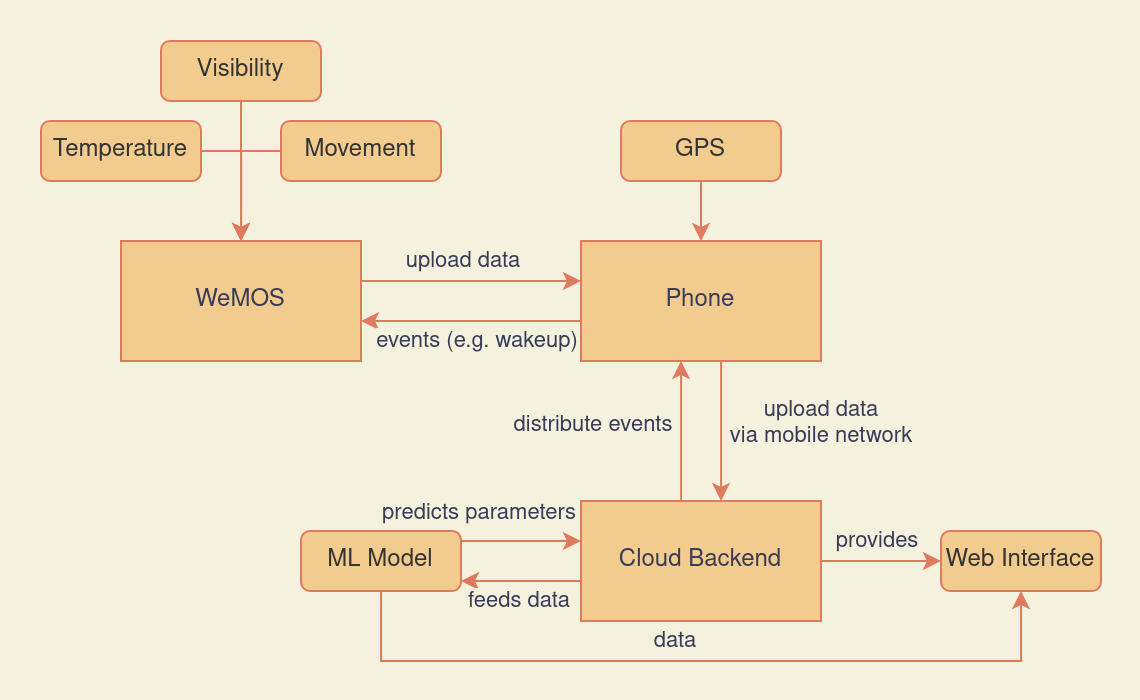 Visibility
Temperature
Movement
GPS
WeMOS
upload data
events (e.g. wakeup)
Phone
distribute events
upload data
via mobile network
predicts parameters
ML Model
feeds data
Cloud Backend
provides
Web Interface
data